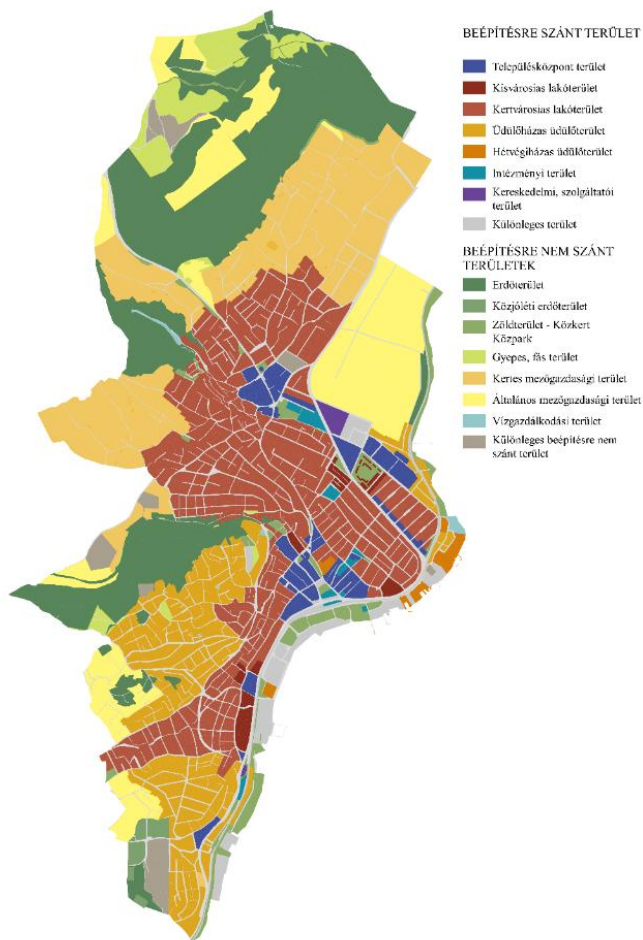 BEÉPÍTÉSRE SZÁNT TERÜLET
Településközpont terület
Kisvárosias lakóterület
Kertvárosias lakóterület
Üdülőházas üdülőterület
Hétvégiházas üdülőterület
Intézményi terület
Kereskedelmi, szolgáltatói
terület
Különleges terület
BEÉPÍTÉSRE NEM SZÁNT
TERÜLETEK
Erdőterület
Közjóléti erdőterület
Zöldterület - Közkert
Közpark
Gyepes, fás terület
Kertes mezőgazdasági terület
Általános mezőgazdasági terület
Vízgazdálkodási terület
Különleges beépítésre nem
szánt terület